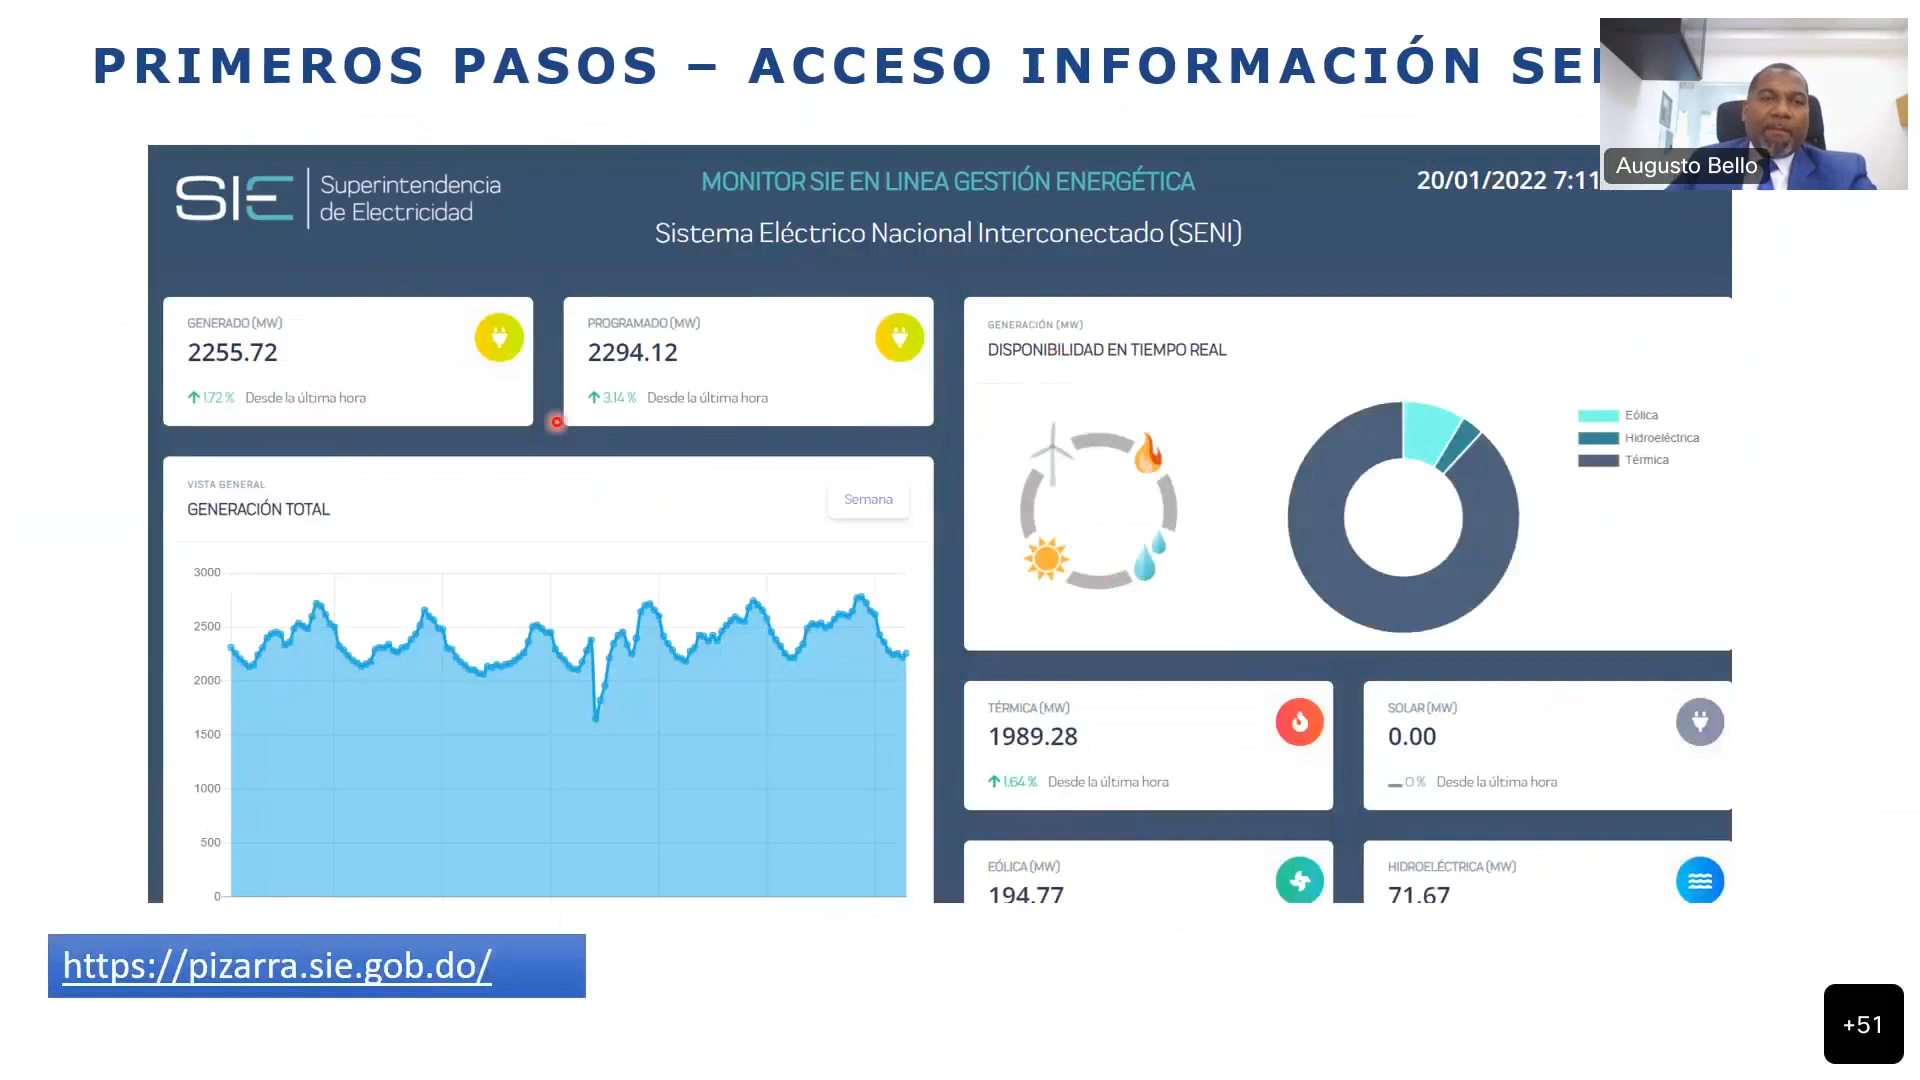 PRIMEROS PASOS – ACCESO INFORMACIÓN
Augusto Bello
SIE
Superintendencia
de Electricidad
MONITOR SIE EN LINEA GESTIÓN ENERGÉTICA
20/01/2022 7:11
Sistema Eléctrico Nacional Interconectado (SENI)
GENERADO (MW)
2255.72
1.72 % Desde la última hora
PROGRAMADO (MW)
2294.12
3.14 % Desde la última hora
GENERACIÓN (MW)
DISPONIBILIDAD EN TIEMPO REAL
Eólica
Hidroeléctrica
Térmica
VISTA GENERAL
GENERACIÓN TOTAL
Semana
3000
2500
2000
1500
1000
500
0
TÉRMICA (MW)
1989.28
1.64 % Desde la última hora
SOLAR (MW)
0.00
0 % Desde la última hora
EÓLICA (MW)
194.77
HIDROELÉCTRICA (MW)
71.67
https://pizarra.sie.gob.do/
+51